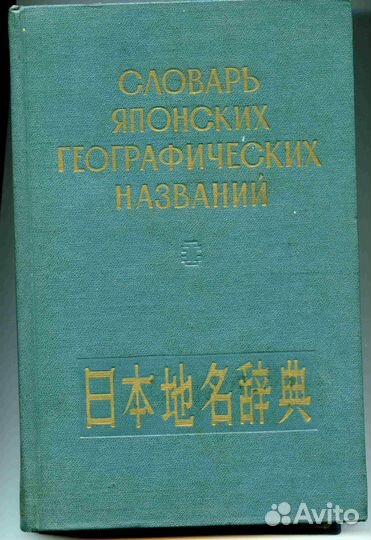 СЛОВАРЬ
ЯПОНСКИХ
ГЕОГРАФИЧЕСКИХ
НАЗВАНИЙ
日本地名辞典
Avito